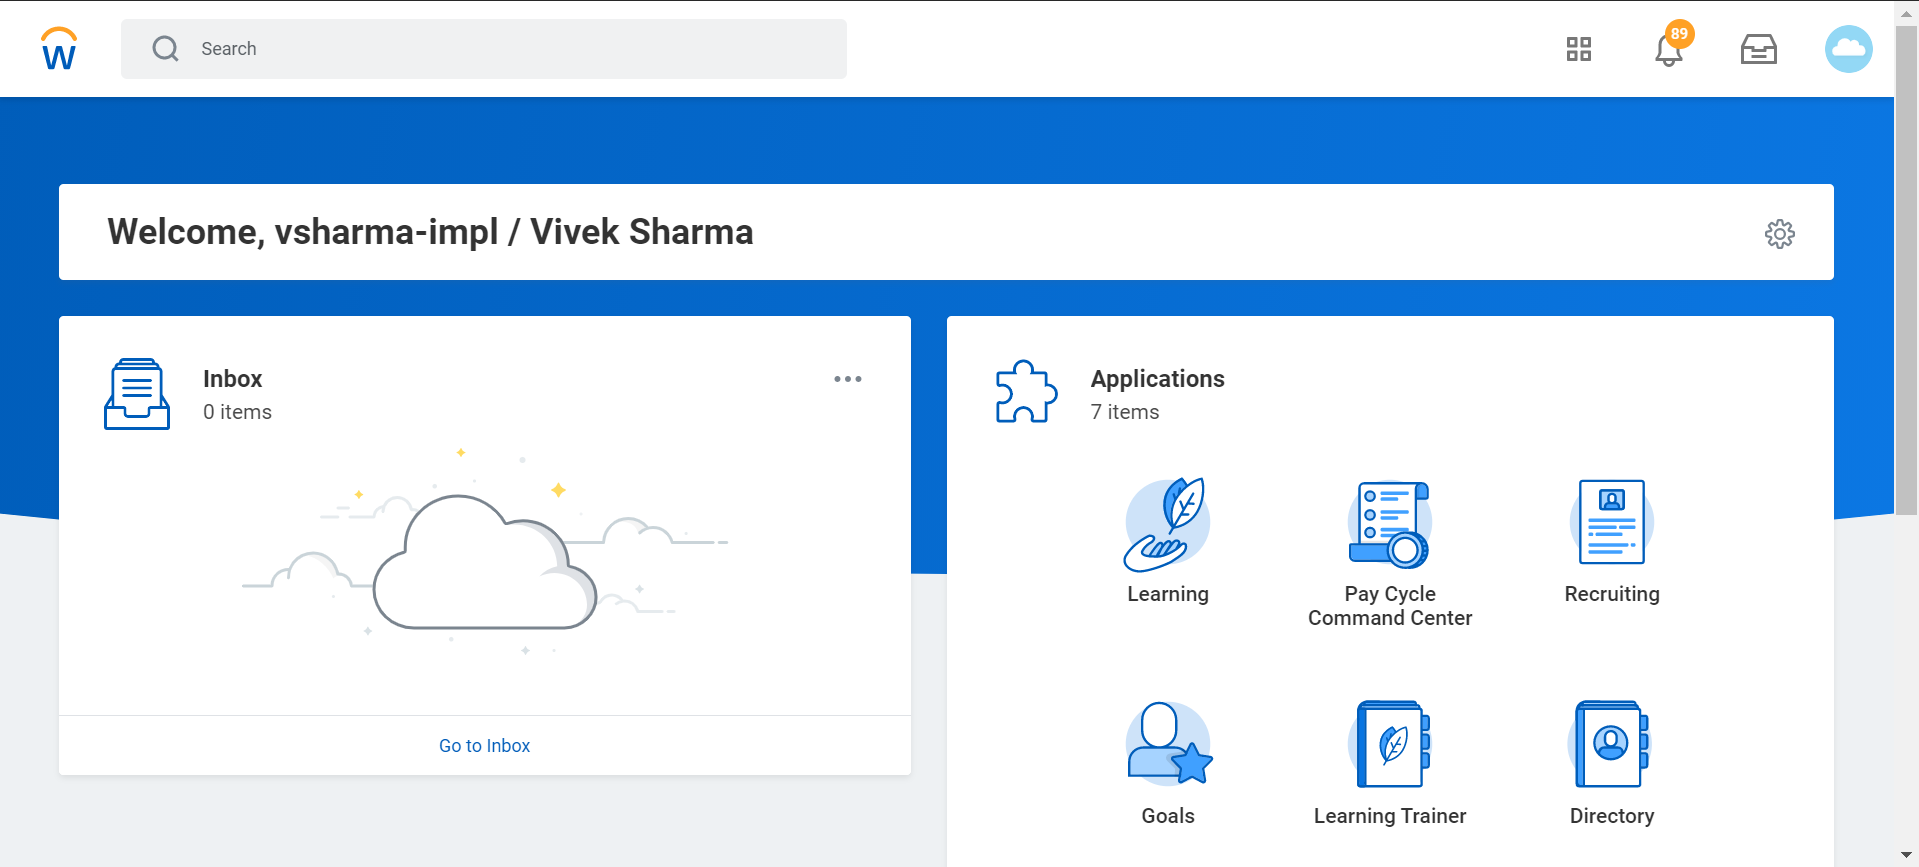 W
Search
89
Welcome, vsharma-impl / Vivek Sharma
Inbox
0 items
Go to Inbox
Applications
7 items
Learning
Pay Cycle
Command Center
Recruiting
Goals
Learning Trainer
Directory